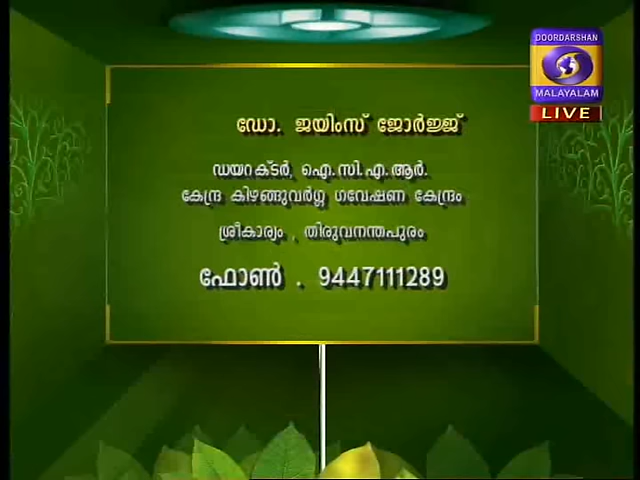 DOORDARSHAN
MALAYALAM
LIVE
ഡോ. ജയിംസ് ജോർജ്ജ്
ഡയറക്ടർ, ഐ.സി.എ.ആർ.
കേന്ദ്ര കിഴങ്ങുവർഗ്ഗ ഗവേഷണ കേന്ദ്രം
ശ്രീകാര്യം , തിരുവനന്തപുരം
ഫോൺ . 9447111289